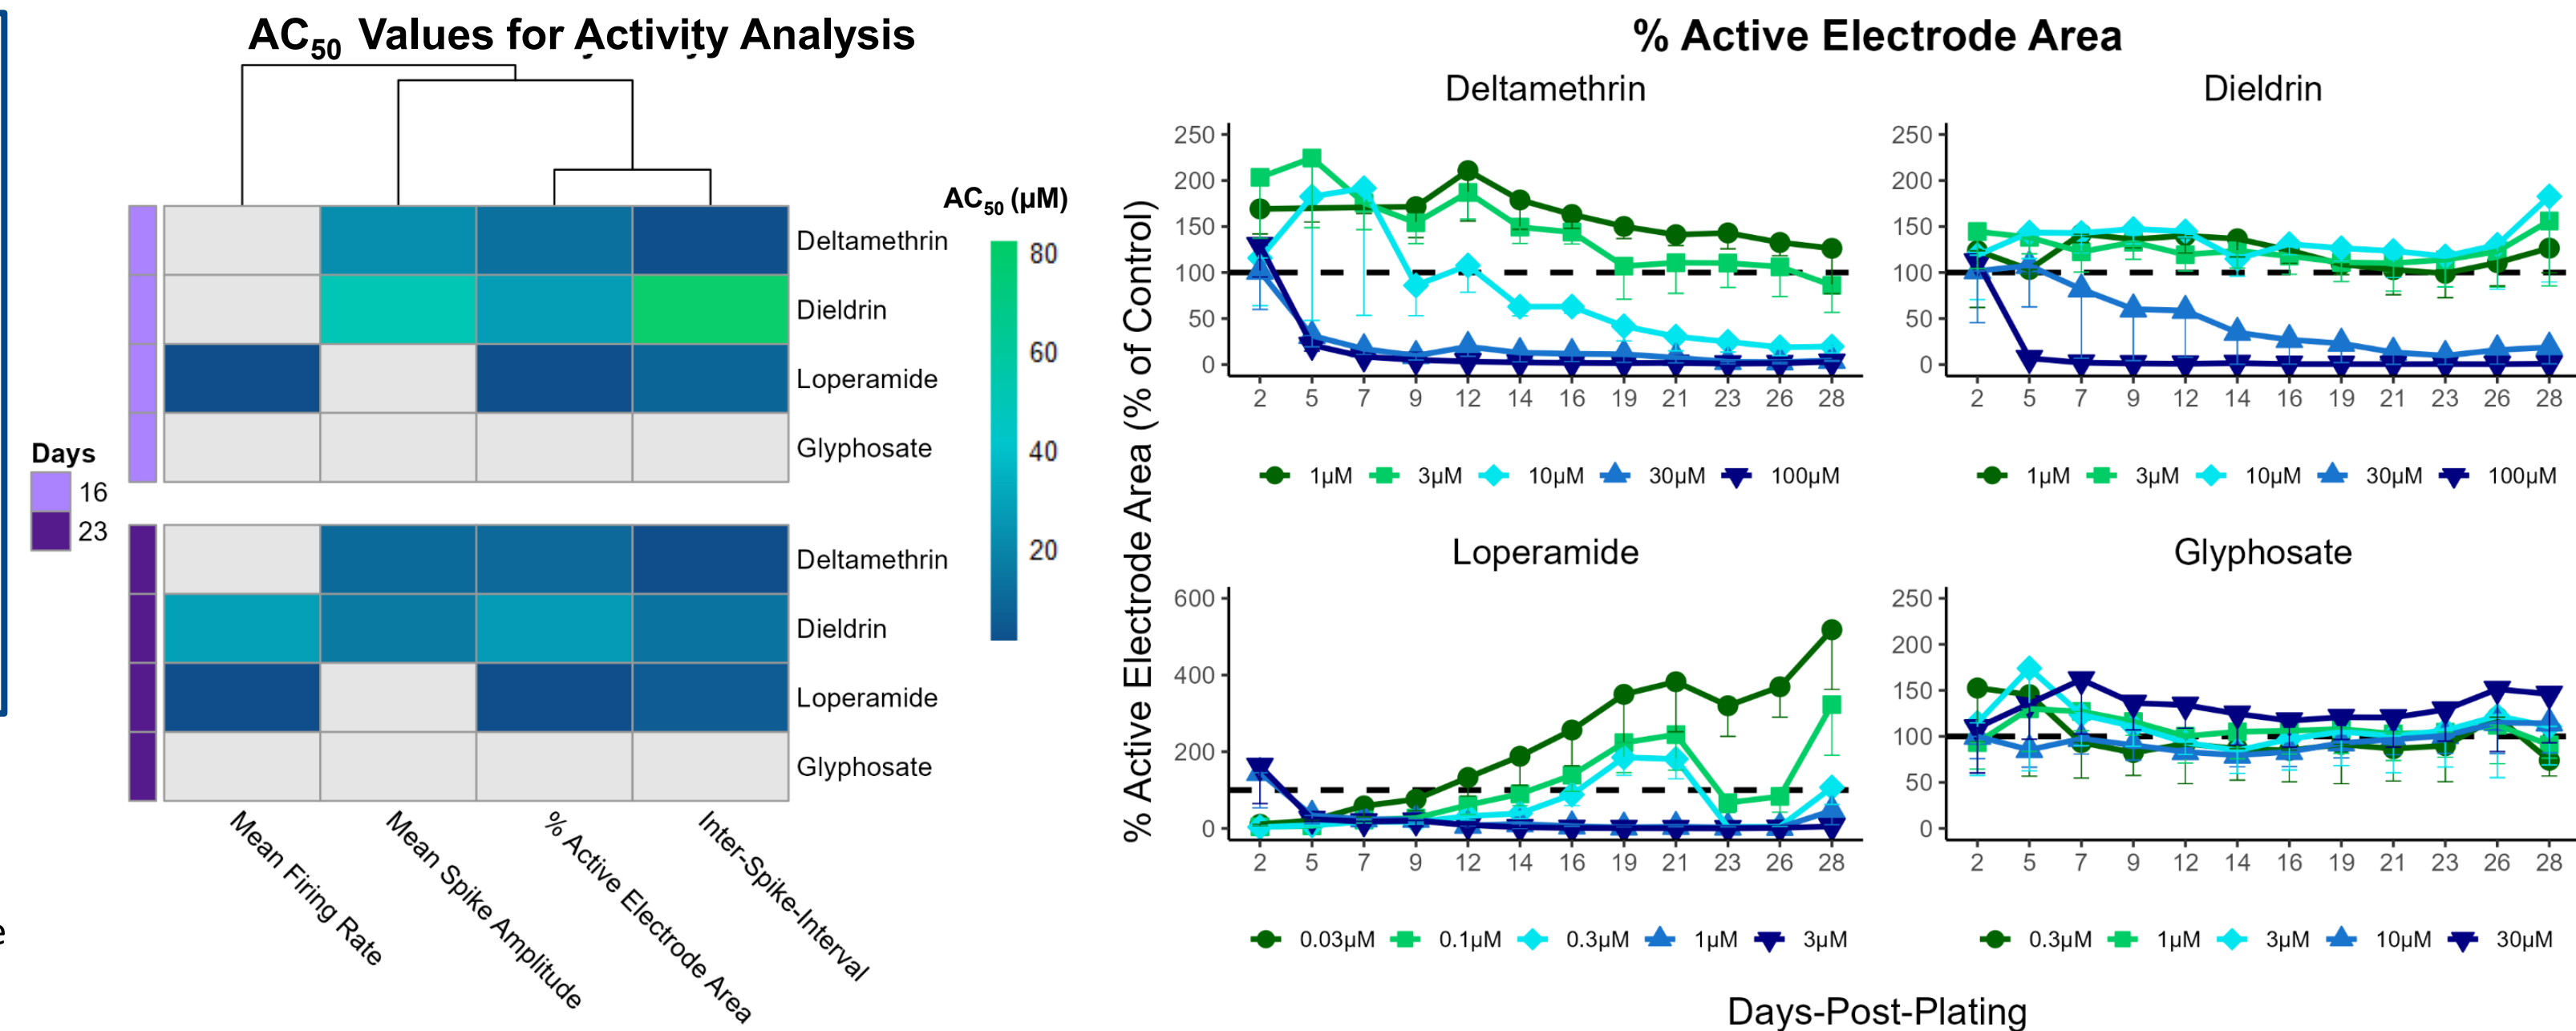 AC50 Values for Activity Analysis
AC50 (µM)
80
60
40
20
Days
16
23
Deltamethrin
Dieldrin
Loperamide
Glyphosate
Deltamethrin
Dieldrin
Loperamide
Glyphosate
Mean Firing Rate
Mean Spike Amplitude
% Active Electrode Area
Inter-Spike-Interval
e
% Active Electrode Area
% Active Electrode Area (% of Control)
Deltamethrin
250
200
150
100
50
0
2 5 7 9 12 14 16 19 21 23 26 28
1µM 3µM 10µM 30µM 100µM
Dieldrin
250
200
150
100
50
0
2 5 7 9 12 14 16 19 21 23 26 28
1µM 3µM 10µM 30µM 100µM
Loperamide
600
400
200
0
2 5 7 9 12 14 16 19 21 23 26 28
0.03µM 0.1µM 0.3µM 1µM 3µM
Glyphosate
250
200
150
100
50
0
2 5 7 9 12 14 16 19 21 23 26 28
0.3µM 1µM 3µM 10µM 30µM
Days-Post-Plating